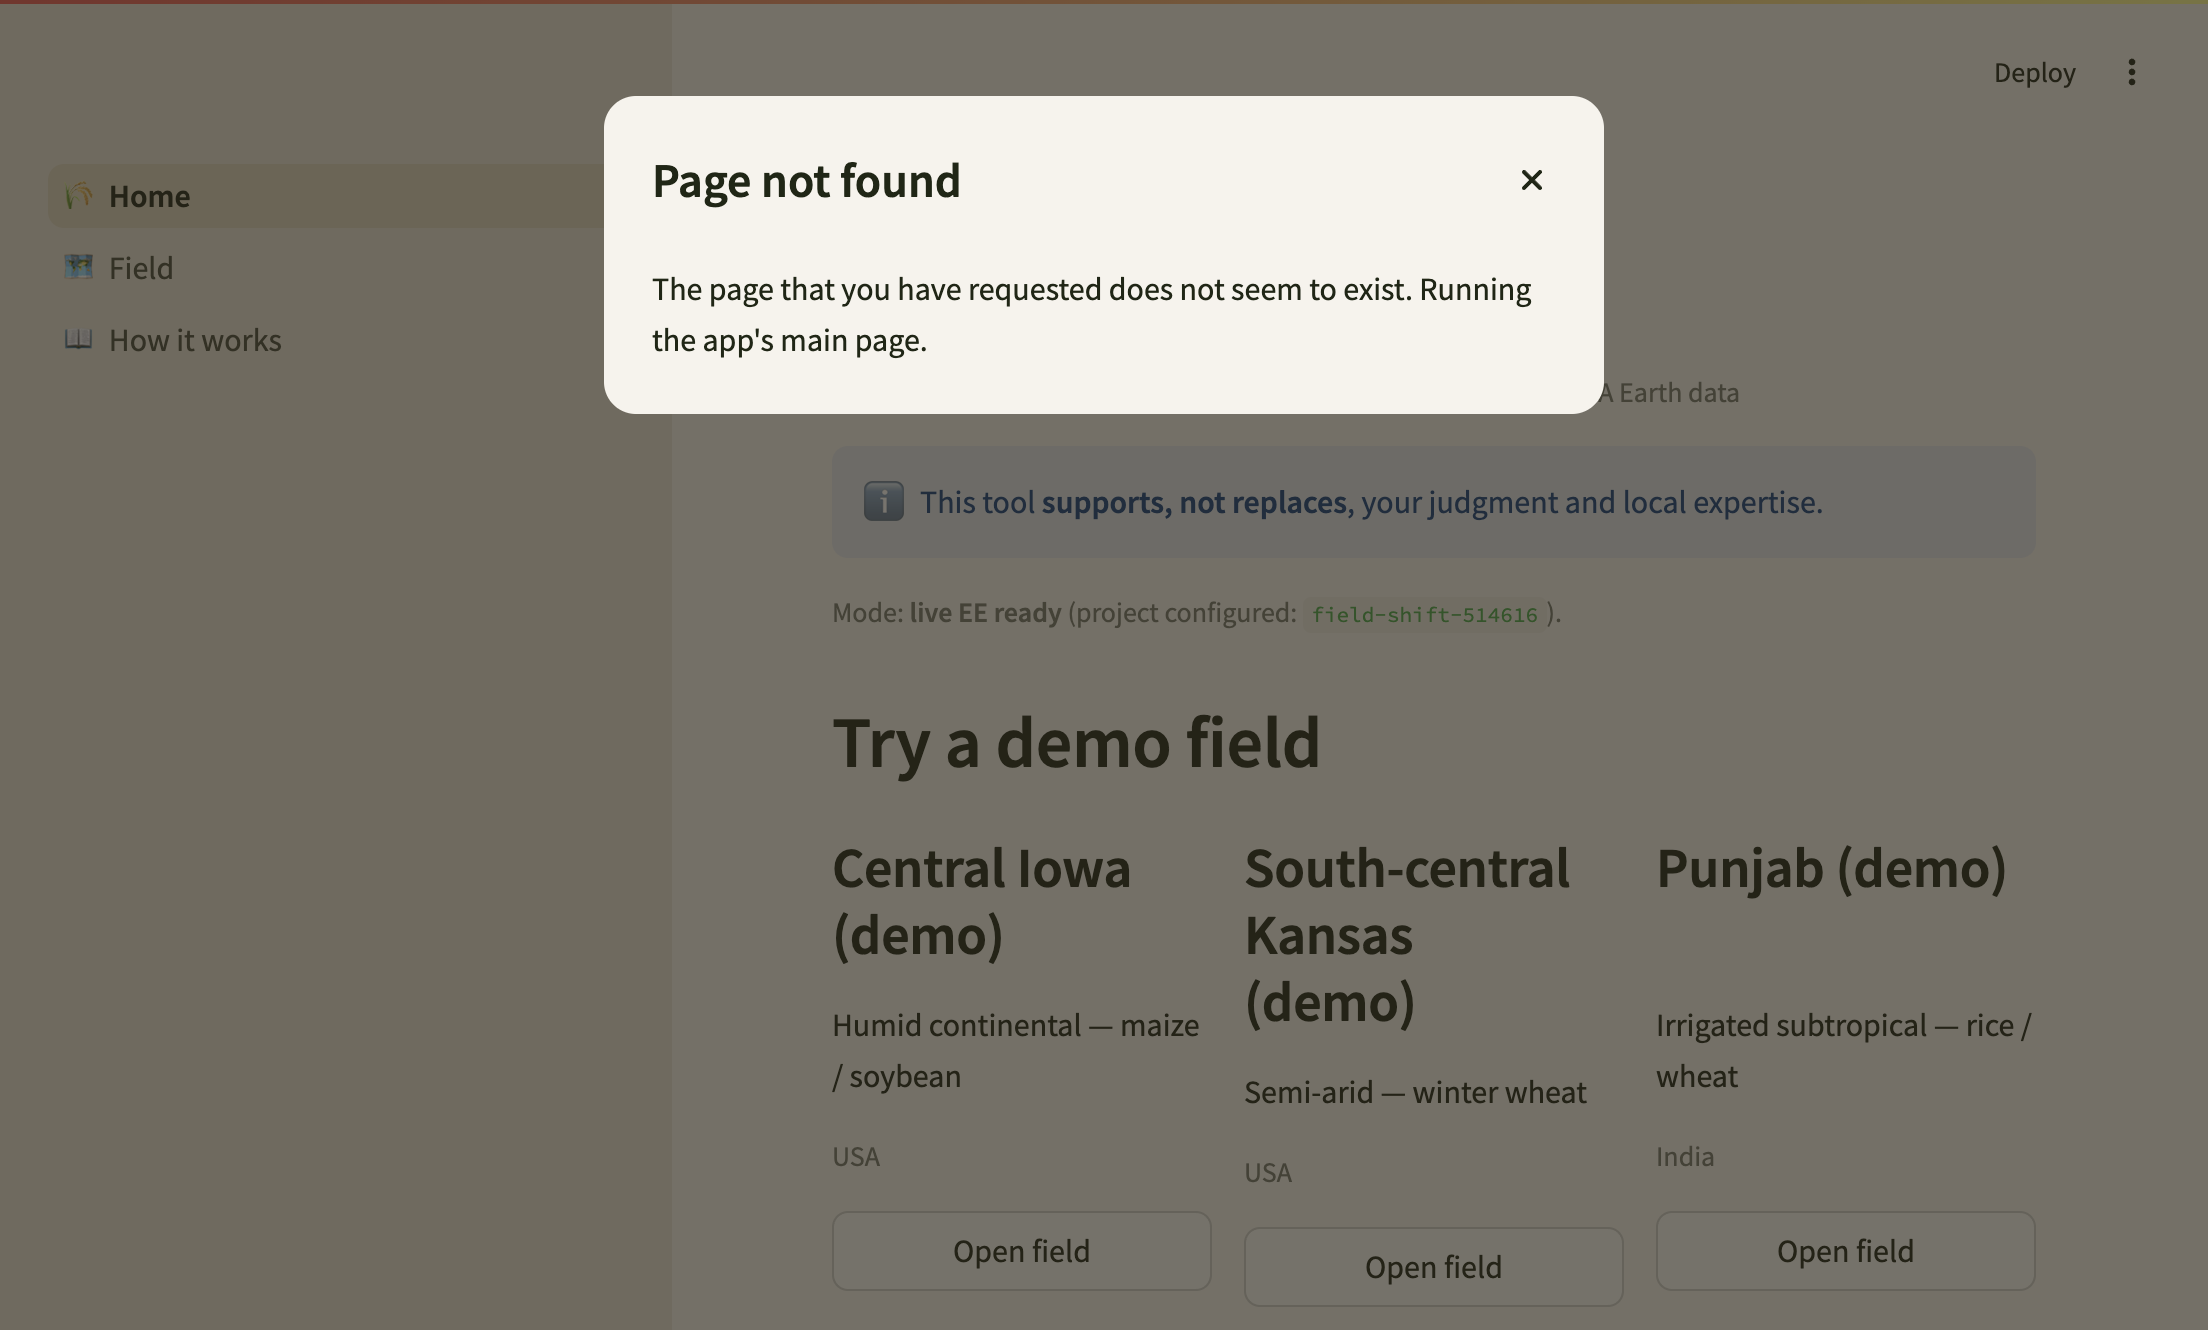 Deploy
Home
Field
How it works
Page not found
The page that you have requested does not seem to exist. Running
the app's main page.
Earth data
This tool supports, not replaces, your judgment and local expertise.
Mode: live EE ready (project configured: field-shift-514616 ).
Try a demo field
Central Iowa
(demo)
Humid continental — maize
/ soybean
USA
Open field
South-central
Kansas
(demo)
Semi-arid — winter wheat
USA
Open field
Punjab (demo)
Irrigated subtropical — rice /
wheat
India
Open field